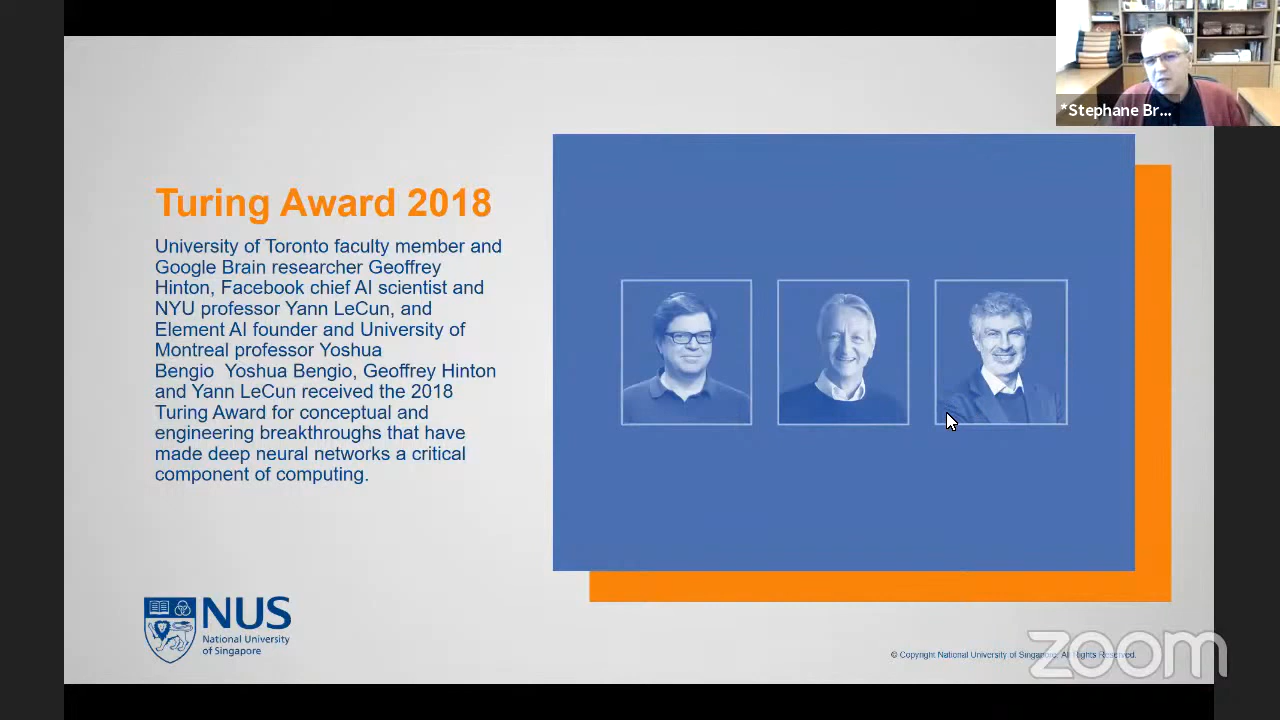 *Stephane Br...
Turing Award 2018
University of Toronto faculty member and
Google Brain researcher Geoffrey
Hinton, Facebook chief AI scientist and
NYU professor Yann LeCun, and
Element AI founder and University of
Montreal professor Yoshua
Bengio  Yoshua Bengio, Geoffrey Hinton
and Yann LeCun received the 2018
Turing Award for conceptual and
engineering breakthroughs that have
made deep neural networks a critical
component of computing.
NUS
National University
of Singapore
© Copyright National University of Singapore. All Rights Reserved.
zoom